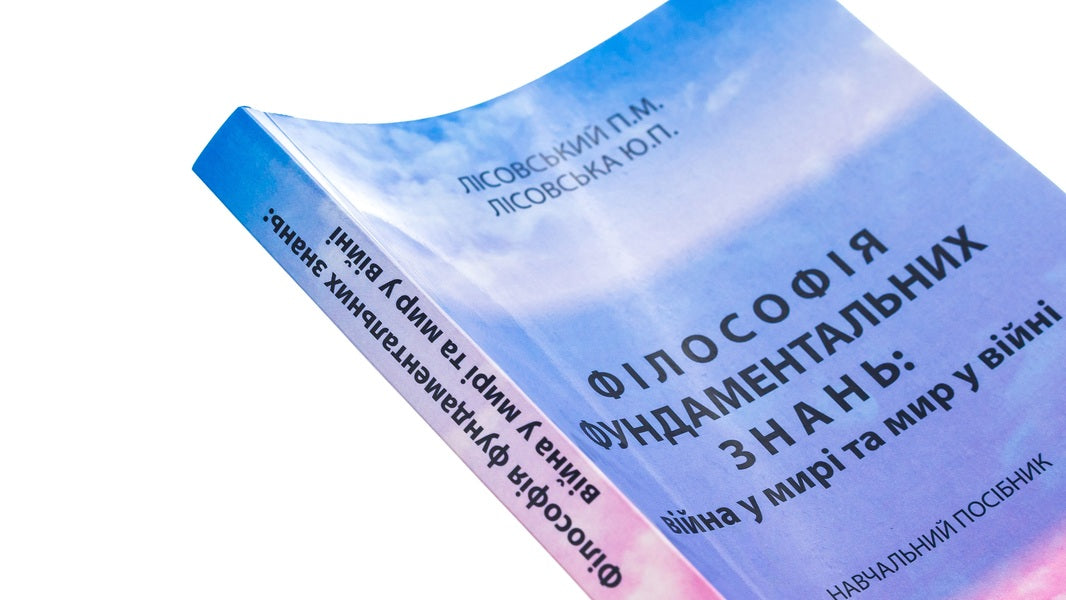 ЛІСОВСЬКИЙ П.М.
ЛІСОВСЬКА Ю.П.
ФІЛОСОФІЯ
ФУНДАМЕНТАЛЬНИХ
ЗНАНЬ:
війна у мирі та мир у війні
НАВЧАЛЬНИЙ ПОСІБНИК
Філософія фундаментальних знань:
війна у мирі та мир у війні